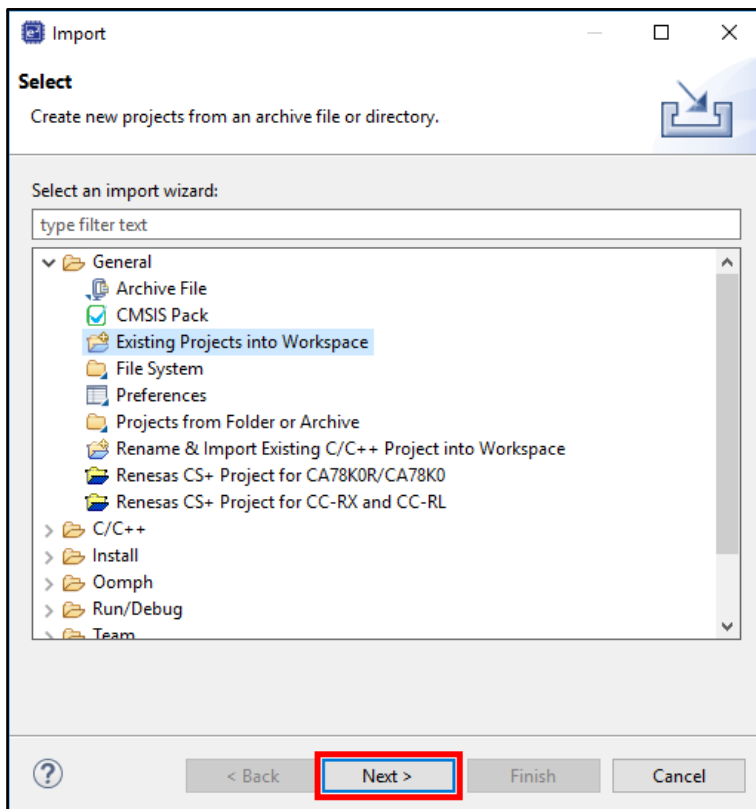 Import
Select
Create new projects from an archive file or directory.
Select an import wizard:
type filter text
General
Archive File
CMSIS Pack
Existing Projects into Workspace
File System
Preferences
Projects from Folder or Archive
Rename & Import Existing C/C++ Project into Workspace
Renesas CS+ Project for CA78K0R/CA78K0
Renesas CS+ Project for CC-RX and CC-RL
C/C++
Install
Oomph
Run/Debug
Team
< Back Next > Finish Cancel